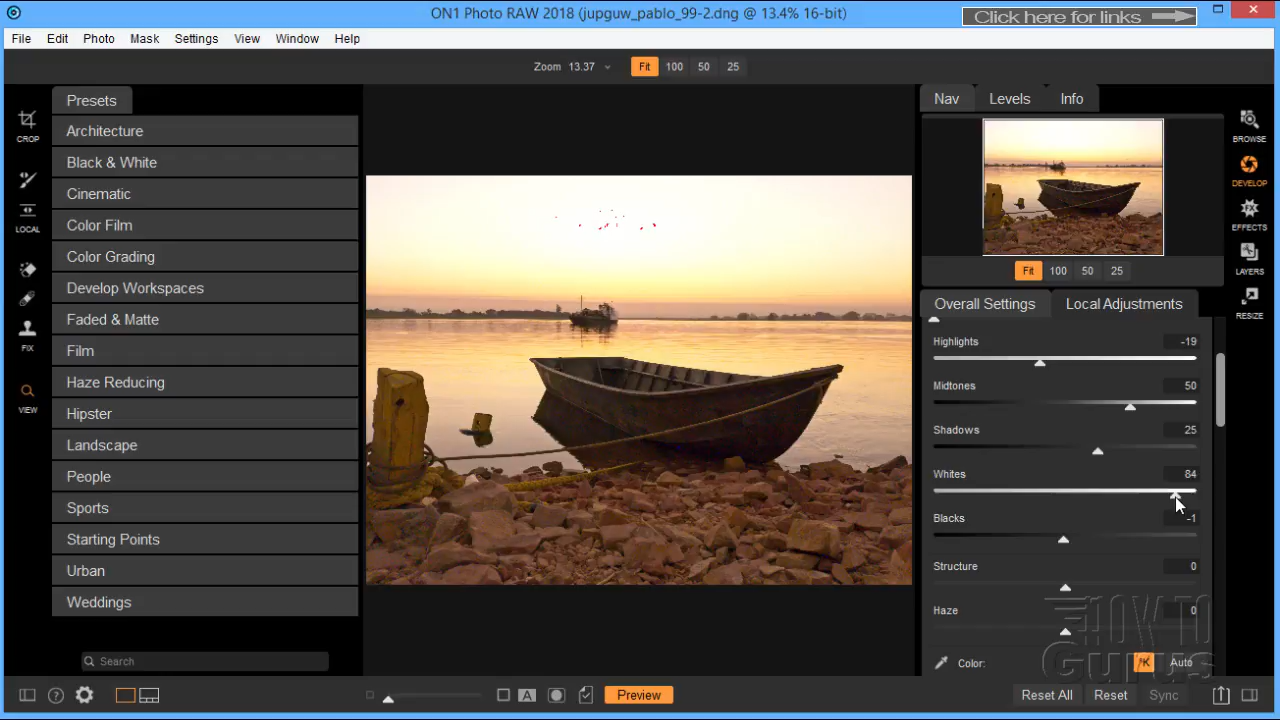 ON1 Photo RAW 2018 (jupguw_pablo_99-2.dng @ 13.4% 16-bit)
Click here for links
File Edit Photo Mask Settings View Window Help
Zoom 13.37 Fit 100 50 25
CROP
LOCAL
FIX
VIEW
Presets
Architecture
Black & White
Cinematic
Color Film
Color Grading
Develop Workspaces
Faded & Matte
Film
Haze Reducing
Hipster
Landscape
People
Sports
Starting Points
Urban
Weddings
Search
Nav Levels Info
Fit 100 50 25
Overall Settings Local Adjustments
Highlights -19
Midtones 50
Shadows 25
Whites 84
Blacks -1
Structure 0
Haze 0
Color: °K Auto
HOW TO
GURUS
BROWSE
DEVELOP
EFFECTS
LAYERS
RESIZE
? A Preview Reset All Reset Sync